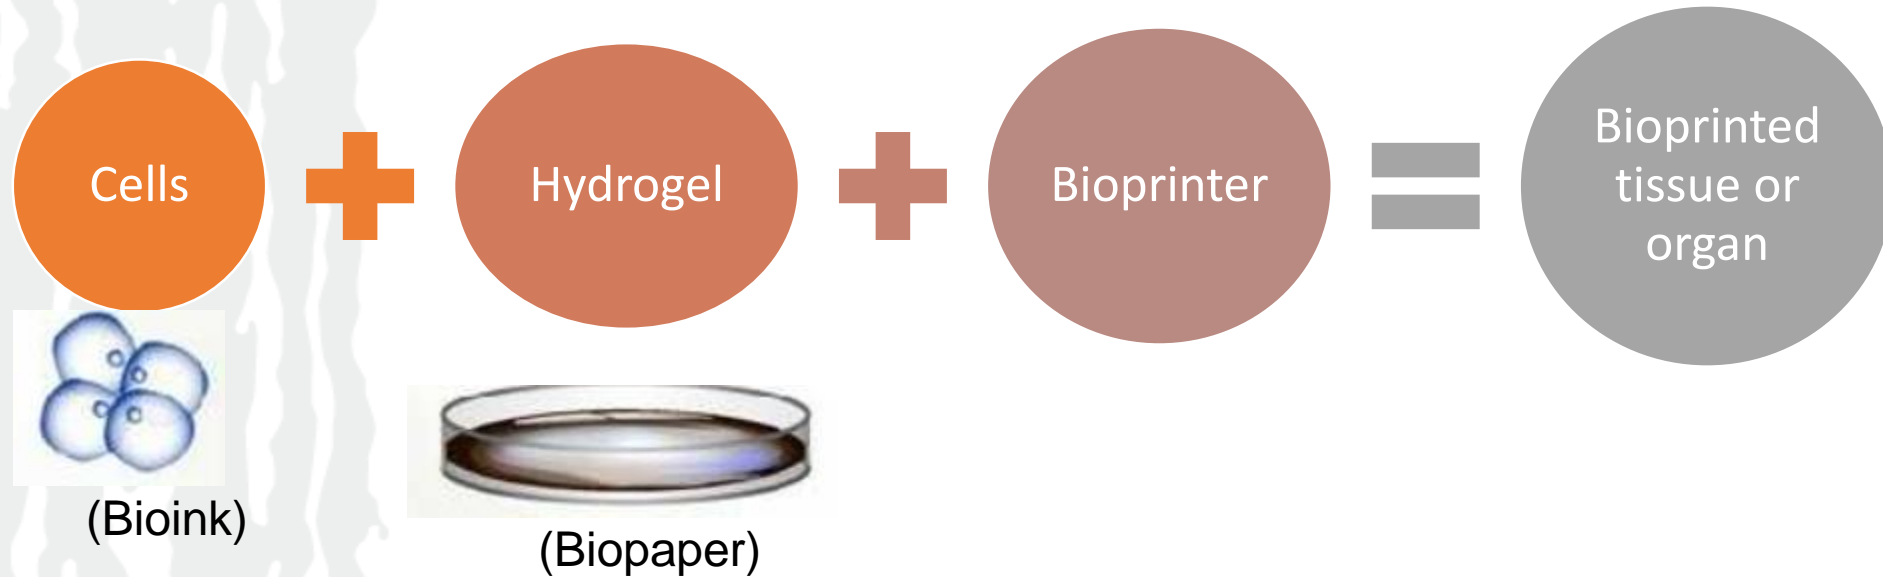 Cells
Hydrogel
Bioprinter
Bioprinted
tissue or
organ
(Bioink)
(Biopaper)